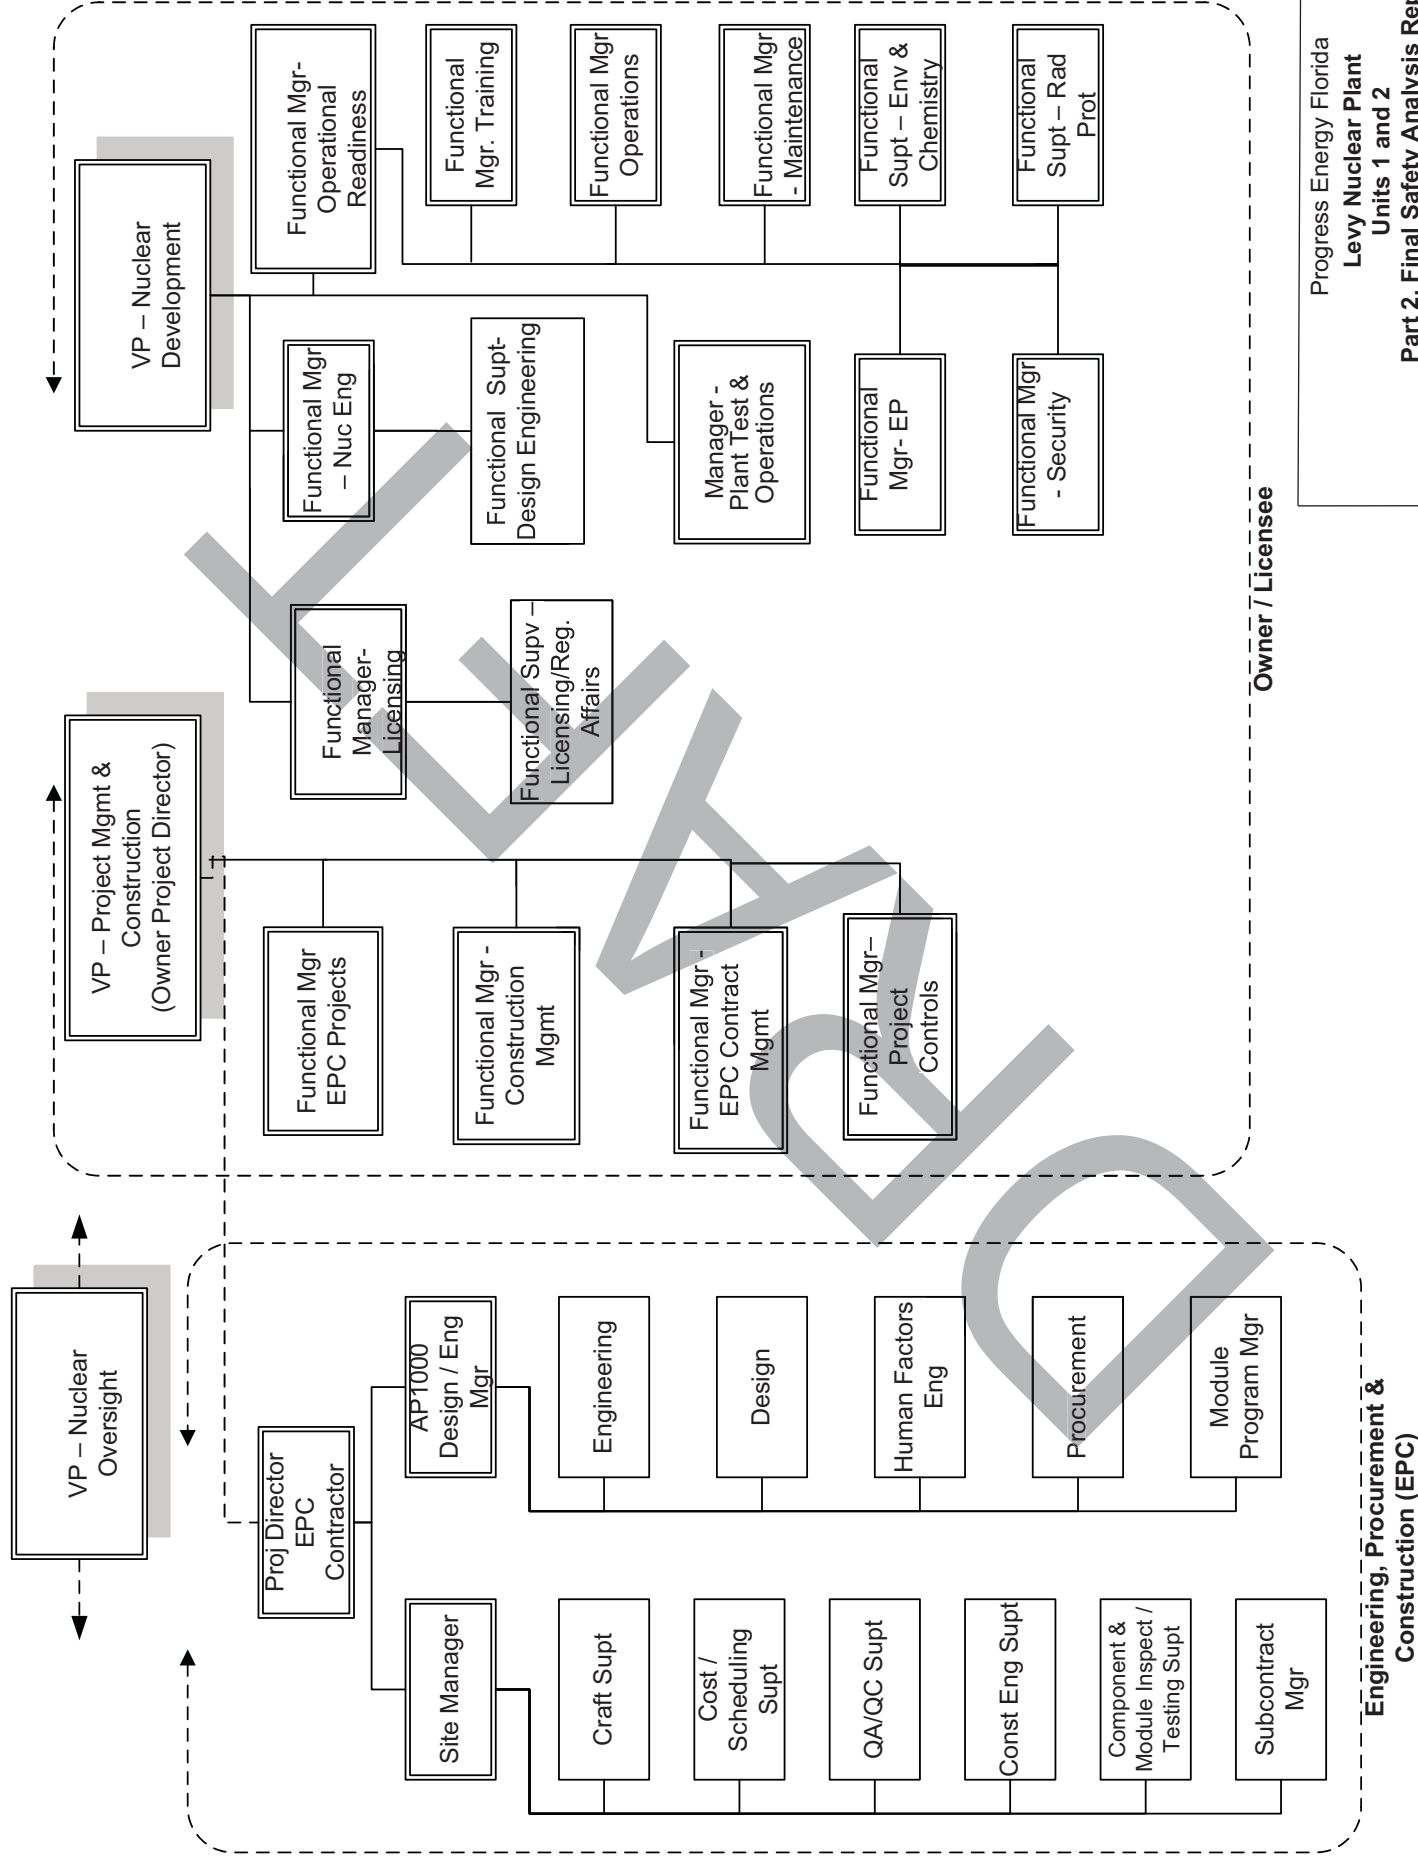 VP – Nuclear
Oversight
VP – Project Mgmt &
Construction
(Owner Project Director)
VP – Nuclear
Development
Proj Director
EPC
Contractor
Site Manager
Craft Supt
Cost /
Scheduling
Supt
QA/QC Supt
Const Eng Supt
Component &
Module Inspect /
Testing Supt
Subcontract
Mgr
AP1000
Design / Eng
Mgr
Engineering
Design
Human Factors
Eng
Procurement
Module
Program Mgr
Engineering, Procurement &
Construction (EPC)
Functional Mgr
EPC Projects
Functional Mgr -
Construction
Mgmt
Functional Mgr -
EPC Contract
Mgmt
Functional Mgr–
Project
Controls
Functional
Manager-
Licensing
Functional Supv –
Licensing/Reg.
Affairs
Functional Mgr
– Nuc Eng
Functional Supt-
Design Engineering
Manager -
Plant Test &
Operations
Functional
Mgr- EP
Functional Mgr
- Security
Functional Mgr-
Operational
Readiness
Functional
Mgr. Training
Functional Mgr
Operations
Functional Mgr
- Maintenance
Functional
Supt – Env &
Chemistry
Functional
Supt – Rad
Prot
Owner / Licensee
Progress Energy Florida
Levy Nuclear Plant
Units 1 and 2
Part 2, Final Safety Analysis
DRAFT